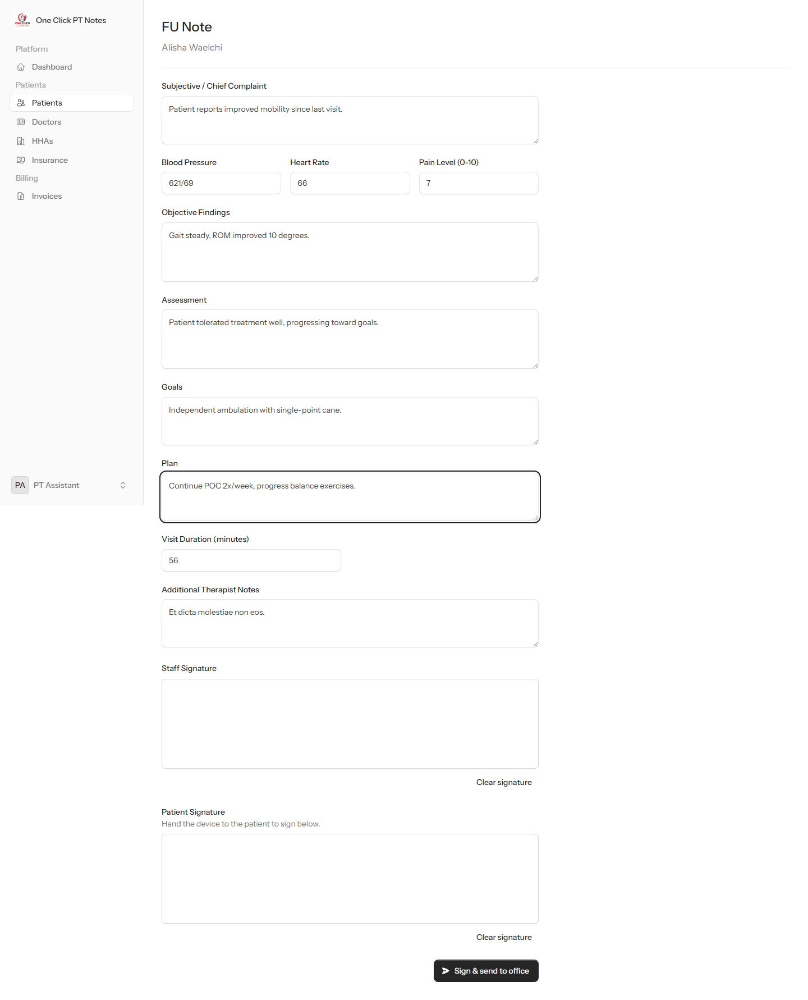 One Click PT Notes
Platform
Dashboard
Patients
Patients
Doctors
HHAs
Insurance
Billing
Invoices
PA PT Assistant
FU Note
Alisha Waelchi
Subjective / Chief Complaint
Patient reports improved mobility since last visit.
Blood Pressure Heart Rate Pain Level (0-10)
621/69 66 7
Objective Findings
Gait steady, ROM improved 10 degrees.
Assessment
Patient tolerated treatment well, progressing toward goals.
Goals
Independent ambulation with single-point cane.
Plan
Continue POC 2x/week, progress balance exercises.
Visit Duration (minutes)
56
Additional Therapist Notes
Et dicta molestiae non eos.
Staff Signature
Clear signature
Patient Signature
Hand the device to the patient to sign below.
Clear signature
Sign & send to office